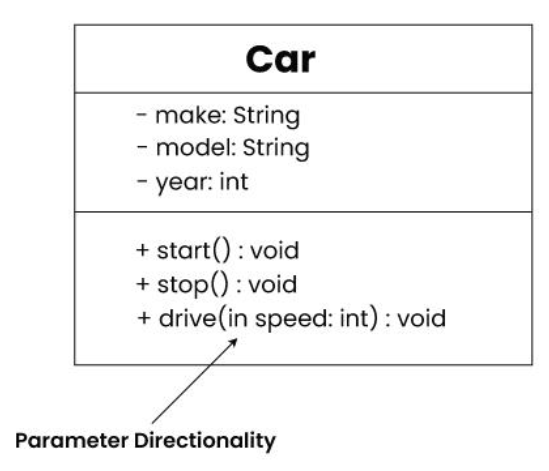 Car
- make: String
- model: String
- year: int
+ start() : void
+ stop() : void
+ drive(in speed: int) : void
Parameter Directionality